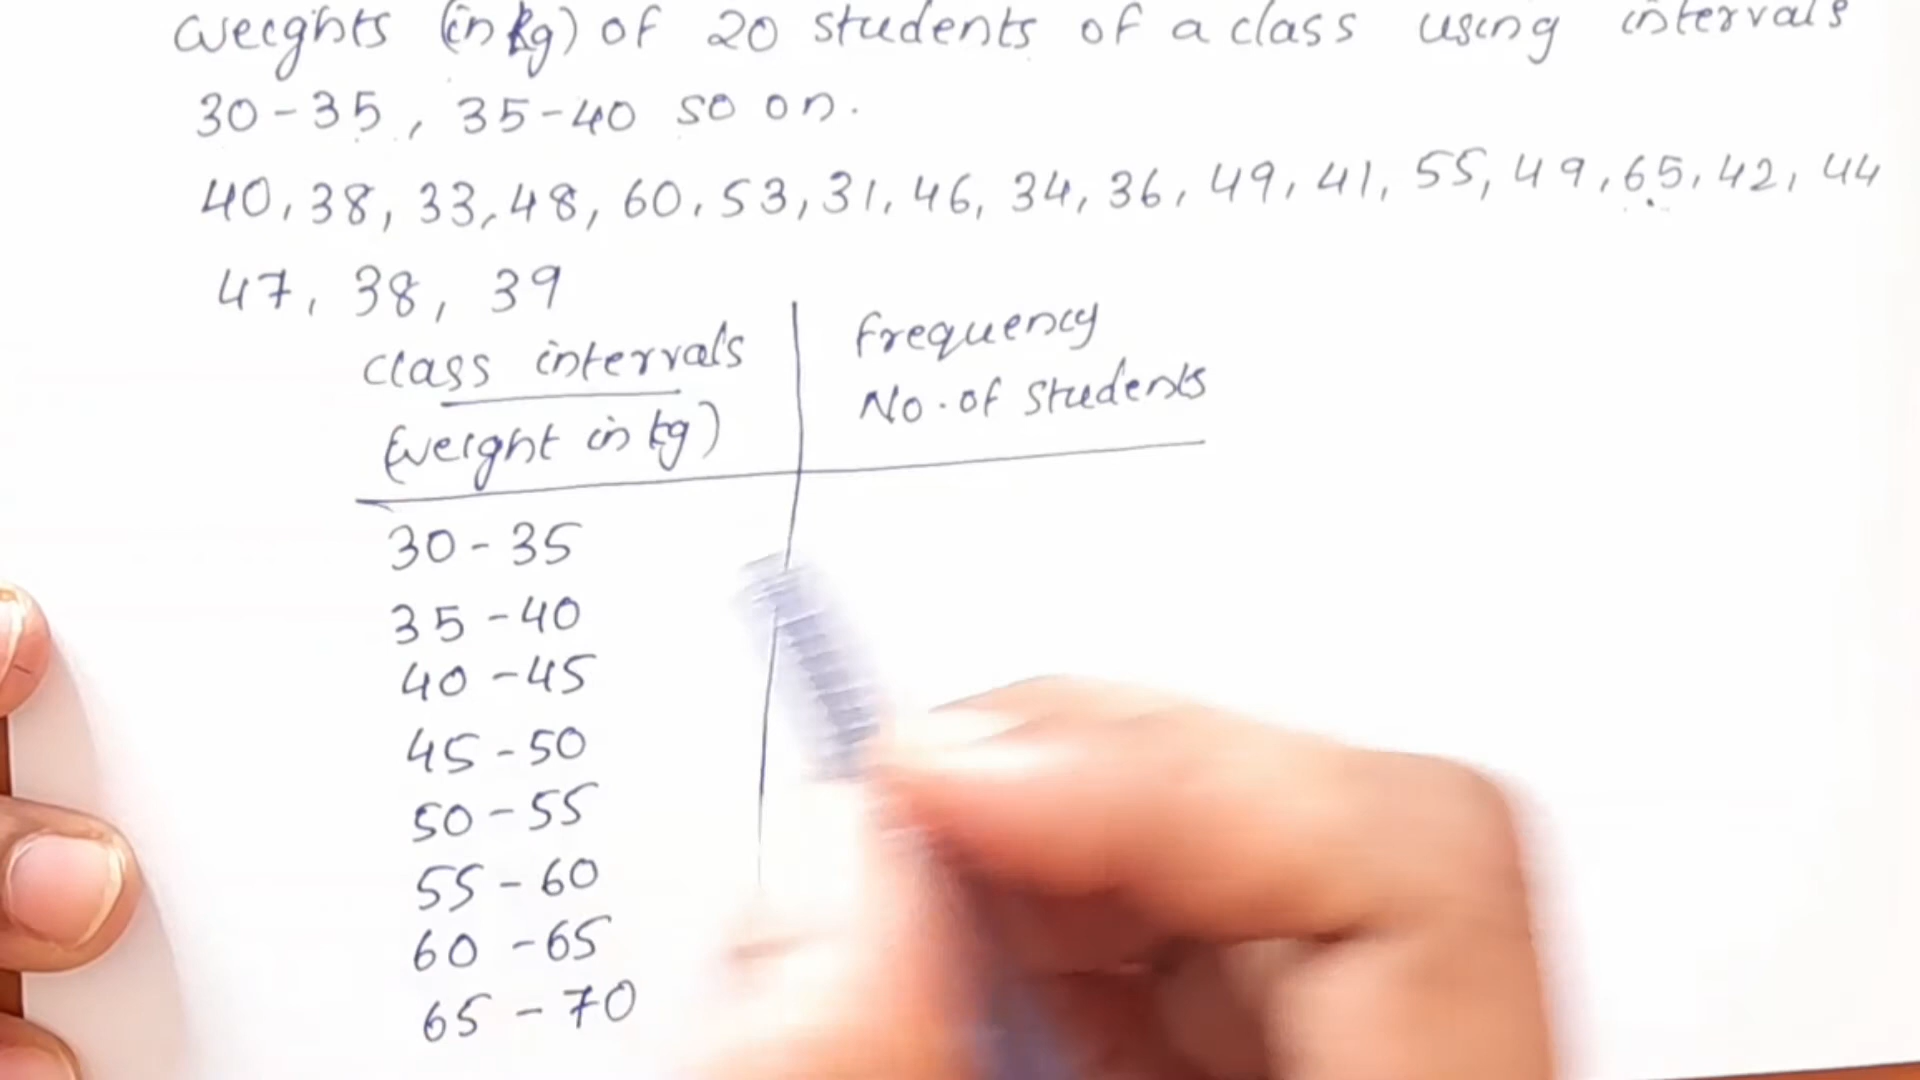 weights (in kg) of 20 students of a class using intervals
30-35, 35-40 so on.
40, 38, 33, 48, 60, 53, 31, 46, 34, 36, 49, 41, 55, 49, 65, 42, 44
47, 38, 39
class intervals
(weight in kg)
Frequency
No. of students
30-35
35-40
40-45
45-50
50-55
55-60
60-65
65-70